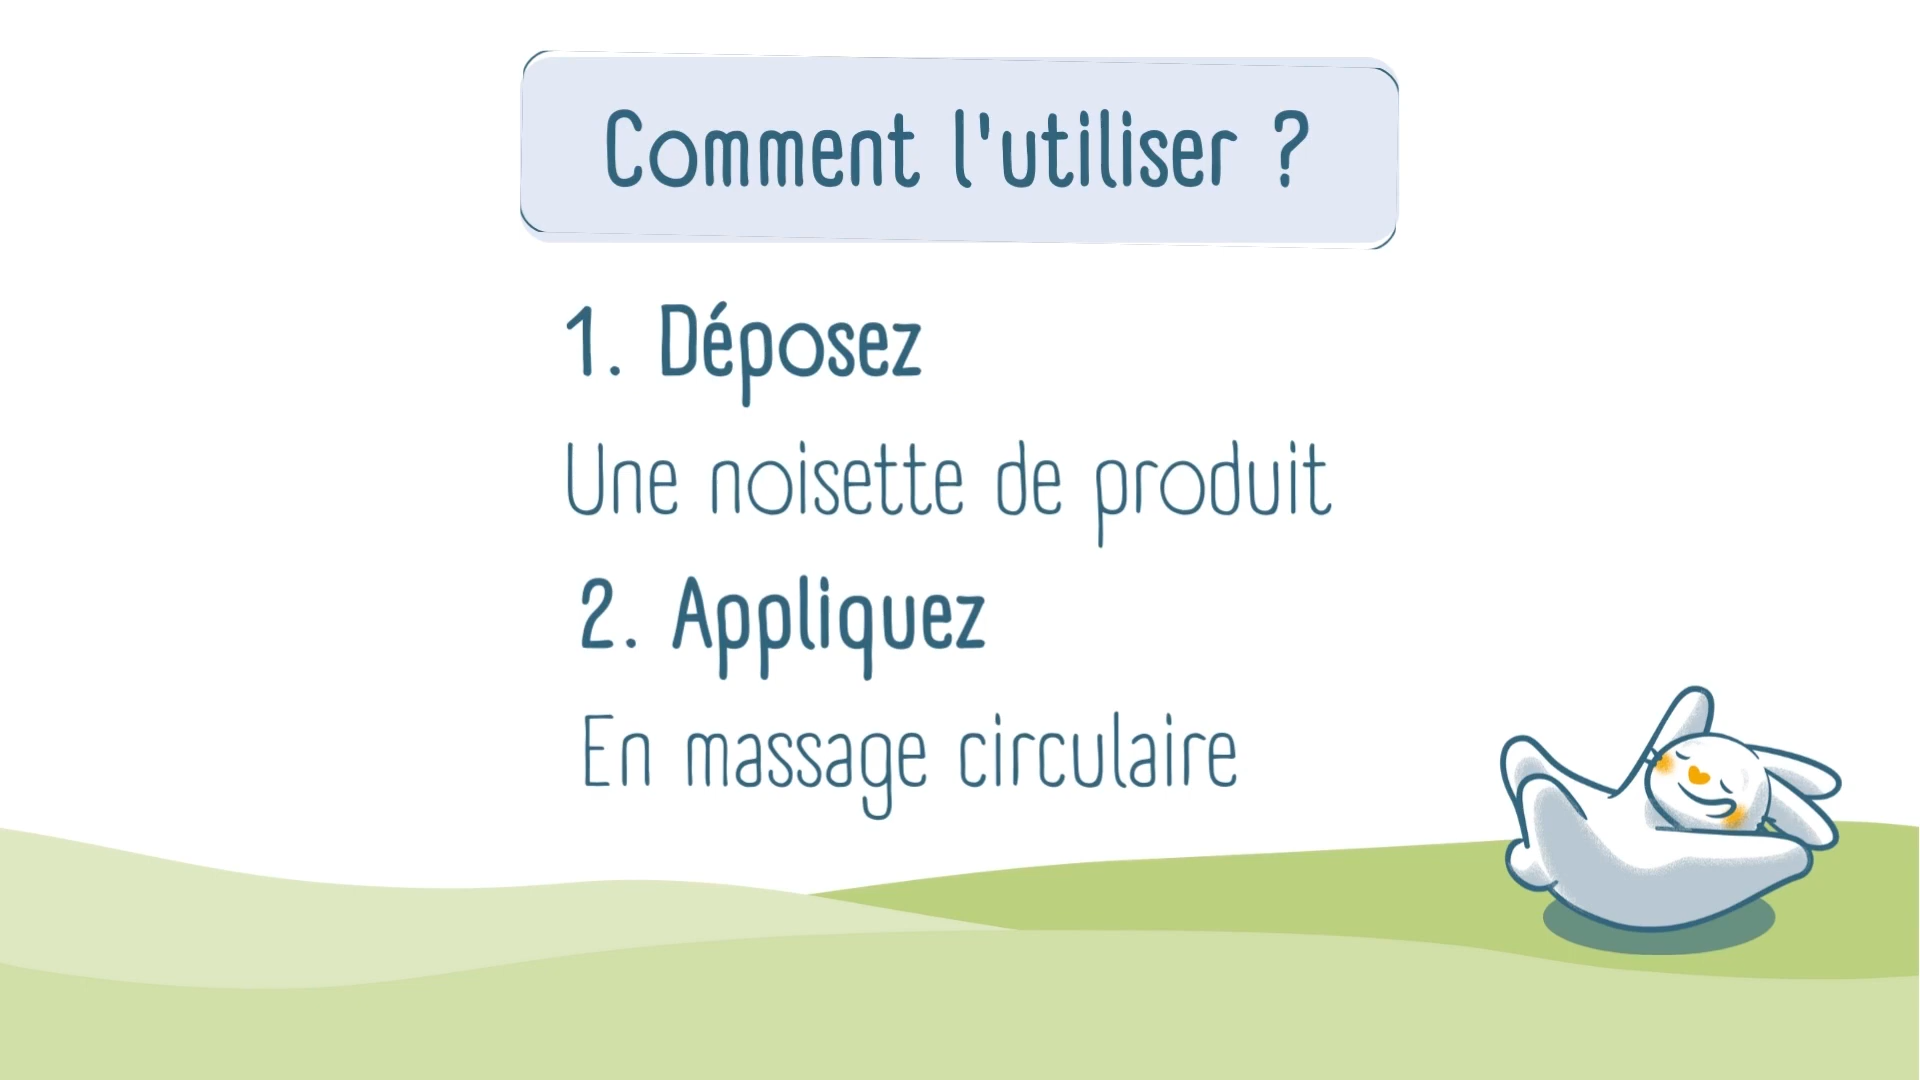 Comment l'utiliser ?
1. Déposez
Une noisette de produit
2. Appliquez
En massage circulaire